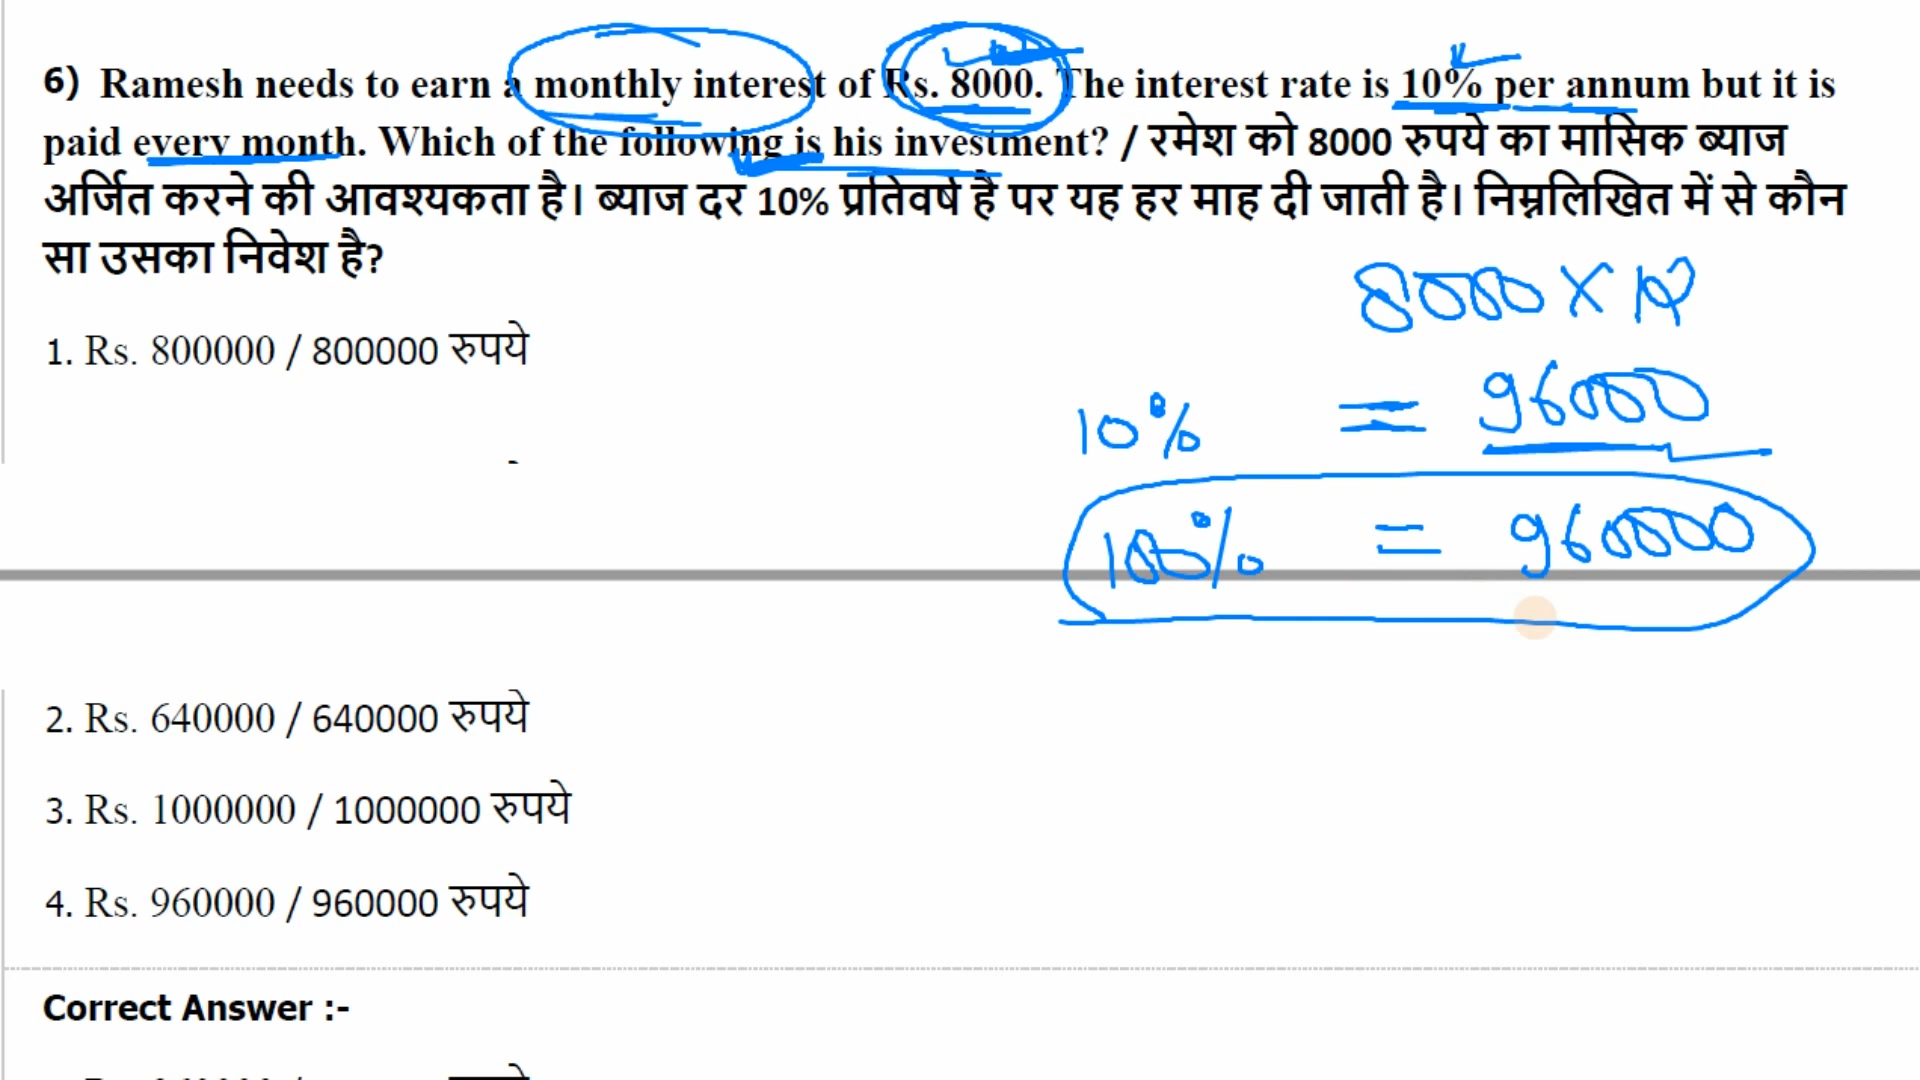 6) Ramesh needs to earn a monthly interest of Rs. 8000. The interest rate is 10% per annum but it is
paid every month. Which of the following is his investment? / रमेश को 8000 रुपये का मासिक ब्याज
अर्जित करने की आवश्यकता है। ब्याज दर 10% प्रतिवर्ष है पर यह हर माह दी जाती है। निम्नलिखित में से कौन
सा उसका निवेश है?
8000 × 12
1. Rs. 800000 / 800000 रुपये
10% = 96000
100% = 960000
2. Rs. 640000 / 640000 रुपये
3. Rs. 1000000 / 1000000 रुपये
4. Rs. 960000 / 960000 रुपये
Correct Answer :-